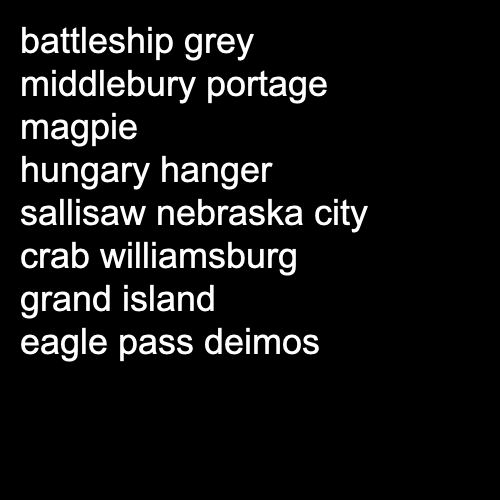 battleship grey
middlebury portage
magpie
hungary hanger
sallisaw nebraska city
crab williamsburg
grand island
eagle pass deimos